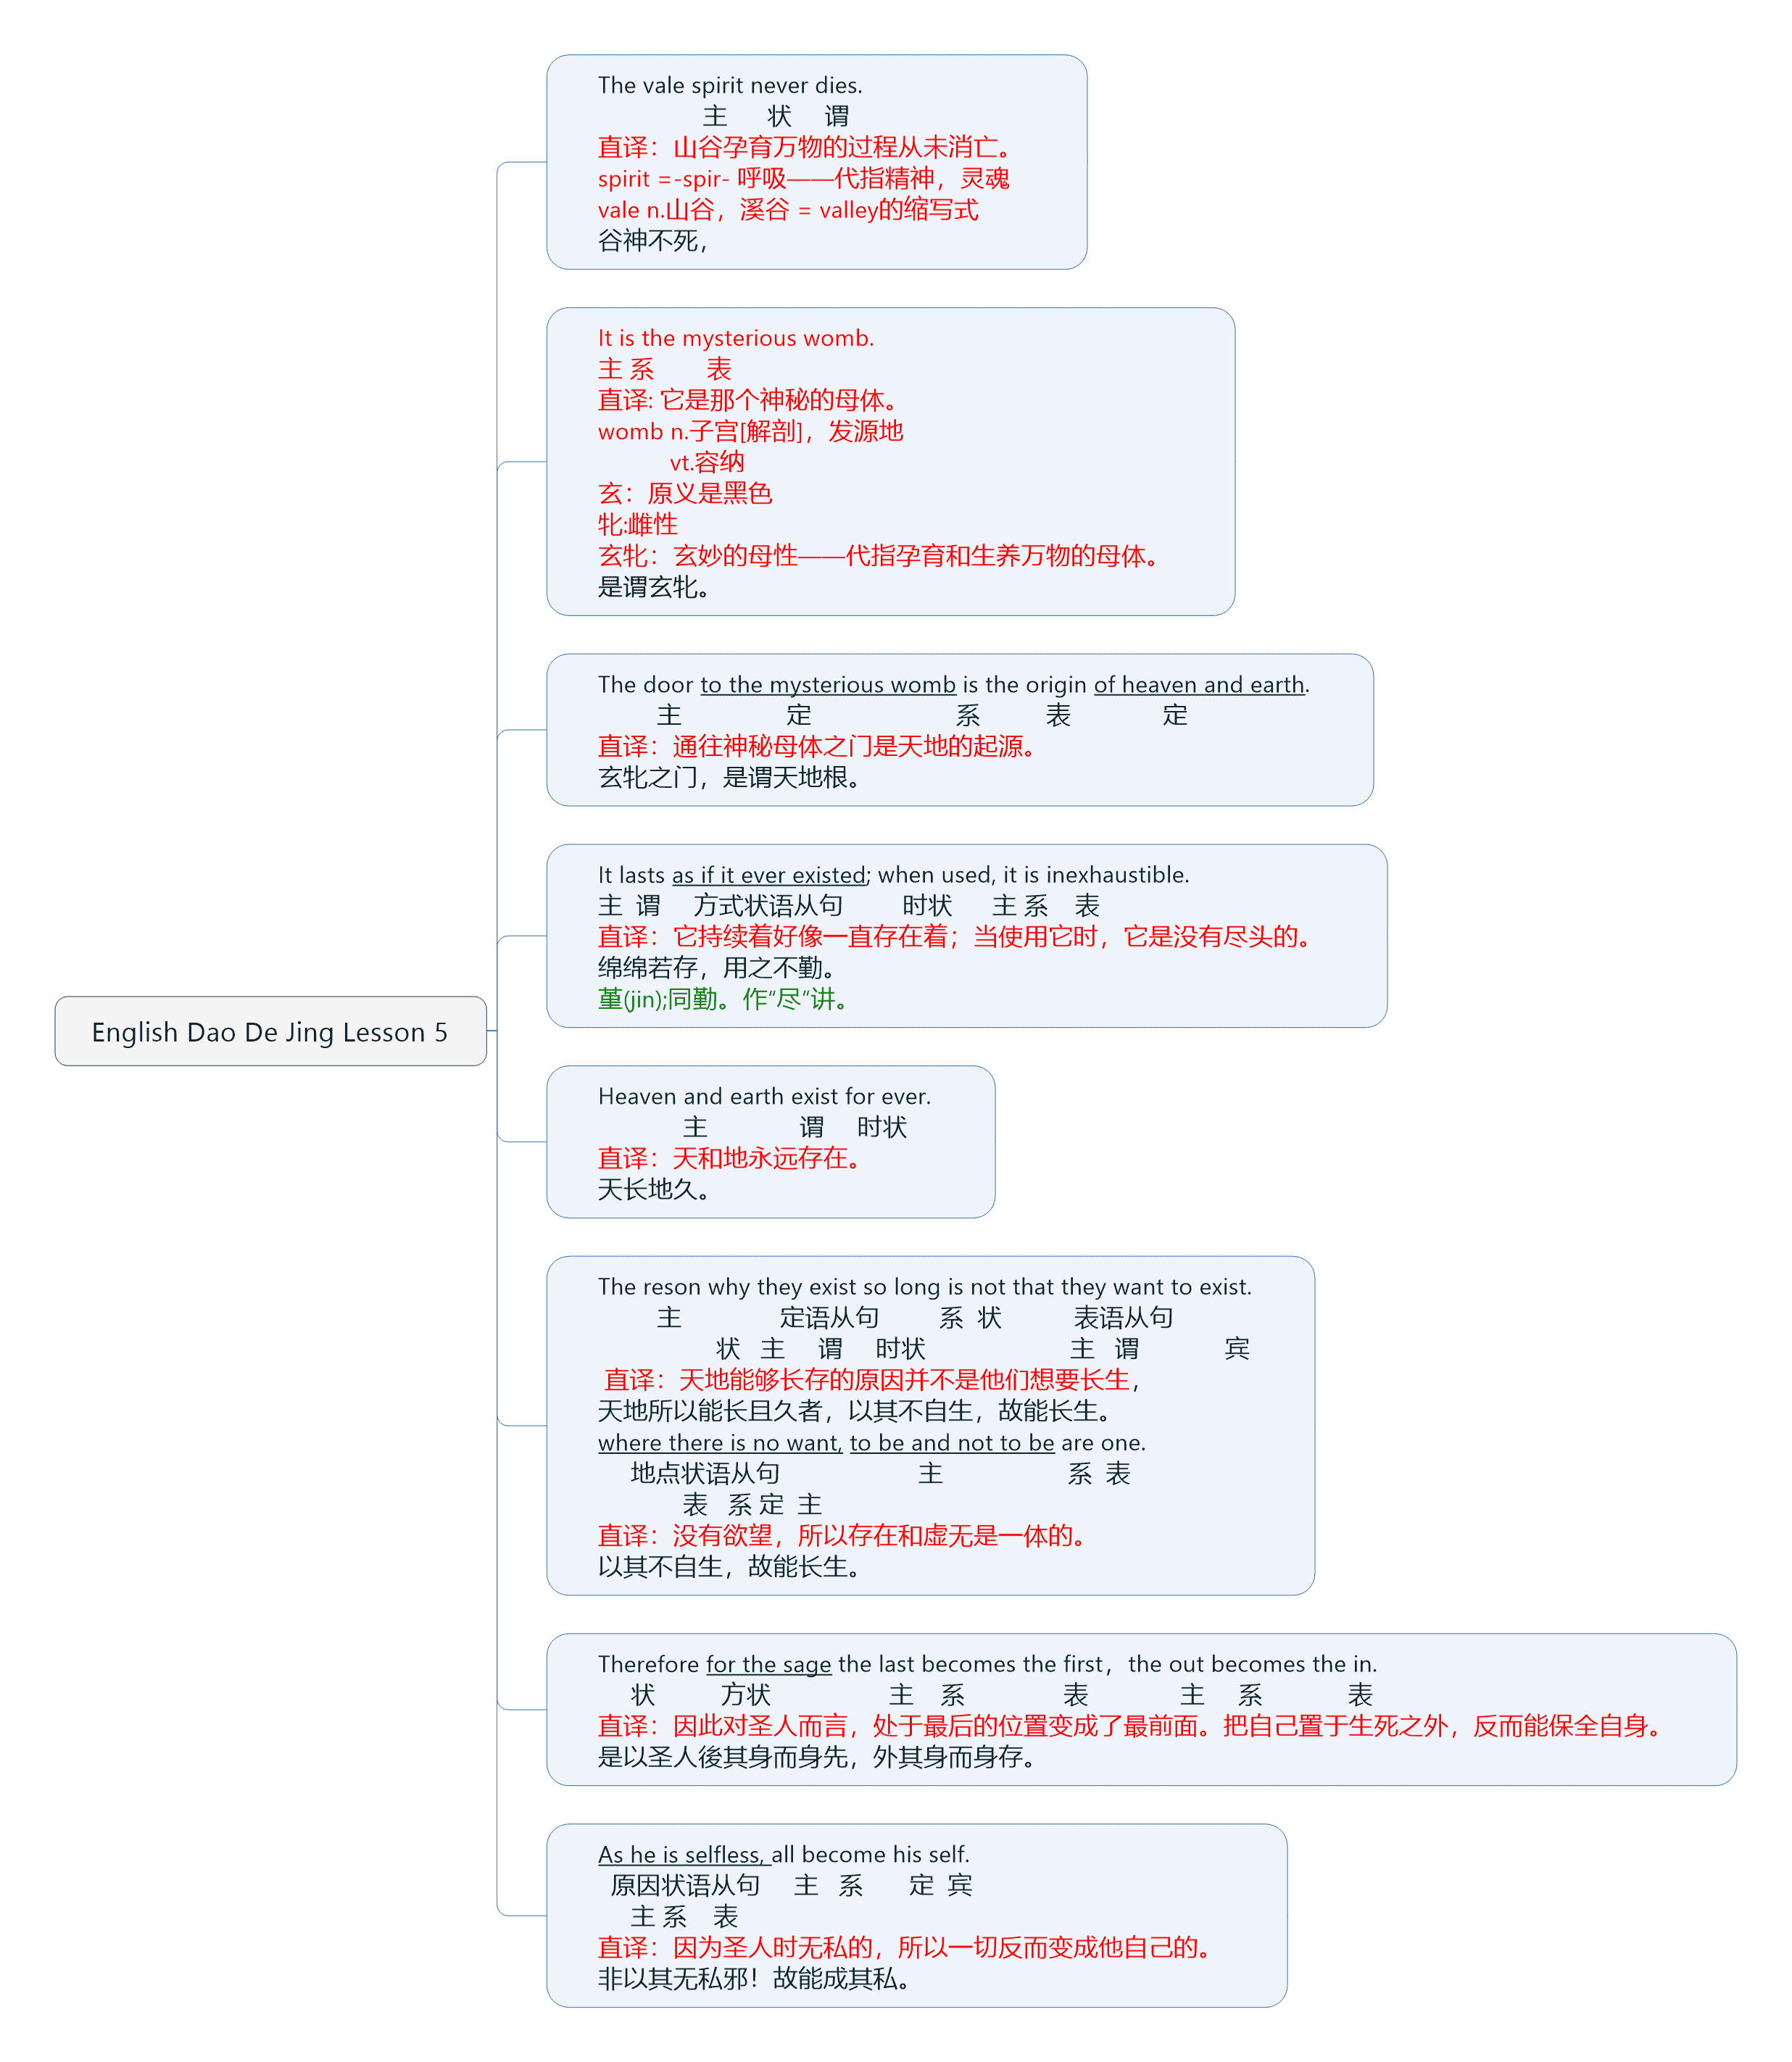 English Dao De Jing Lesson 5
The vale spirit never dies.
主 状 谓
直译：山谷孕育万物的过程从未消亡。
spirit =-spir- 呼吸——代指精神，灵魂
vale n.山谷，溪谷 = valley的缩写式
谷神不死，
It is the mysterious womb.
主 系 表
直译: 它是那个神秘的母体。
womb n.子宫[解剖]，发源地
vt.容纳
玄：原义是黑色
牝:雌性
玄牝：玄妙的母性——代指孕育和生养万物的母体。
是谓玄牝。
The door to the mysterious womb is the origin of heaven and earth.
主 定 系 表 定
直译：通往神秘母体之门是天地的起源。
玄牝之门，是谓天地根。
It lasts as if it ever existed; when used, it is inexhaustible.
主 谓 方式状语从句 时状 主 系 表
直译：它持续着好像一直存在着；当使用它时，它是没有尽头的。
绵绵若存，用之不勤。
堇(jin);同勤。作“尽”讲。
Heaven and earth exist for ever.
主 谓 时状
直译：天和地永远存在。
天长地久。
The reson why they exist so long is not that they want to exist.
主 定语从句 系 状 表语从句
状 主 谓 时状 主 谓 宾
直译：天地能够长存的原因并不是他们想要长生，
天地所以能长且久者，以其不自生，故能长生。
where there is no want, to be and not to be are one.
地点状语从句 主 系 表
表 系 定 主
直译：没有欲望，所以存在和虚无是一体的。
以其不自生，故能长生。
Therefore for the sage the last becomes the first，the out becomes the in.
状 方状 主 系 表 主 系 表
直译：因此对圣人而言，处于最后的位置变成了最前面。把自己置于生死之外，反而能保全自身。
是以圣人後其身而身先，外其身而身存。
As he is selfless, all become his self.
原因状语从句 主 系 定 宾
主 系 表
直译：因为圣人时无私的，所以一切反而变成他自己的。
非以其无私邪！故能成其私。